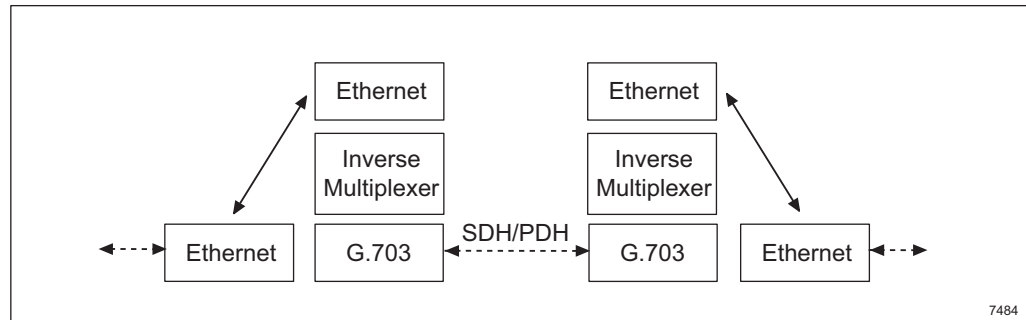 Ethernet
Ethernet
Inverse
Multiplexer
Inverse
Multiplexer
SDH/PDH
Ethernet
G.703
G.703
Ethernet
7484